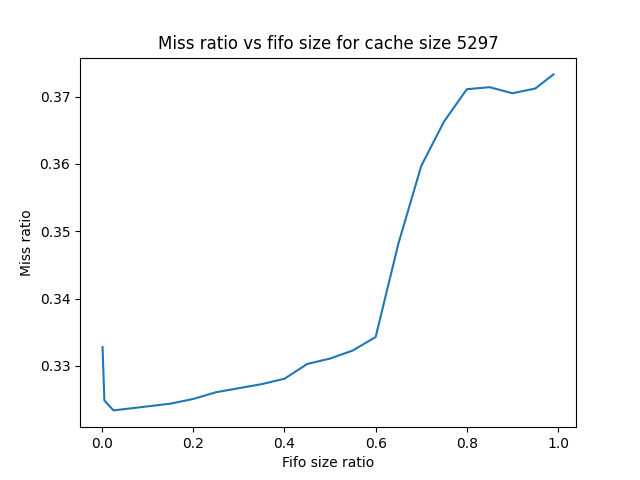 Miss ratio vs fifo size for cache size 5297
0.37
0.36
0.35
0.34
0.33
Miss ratio
0.0 0.2 0.4 0.6 0.8 1.0
Fifo size ratio